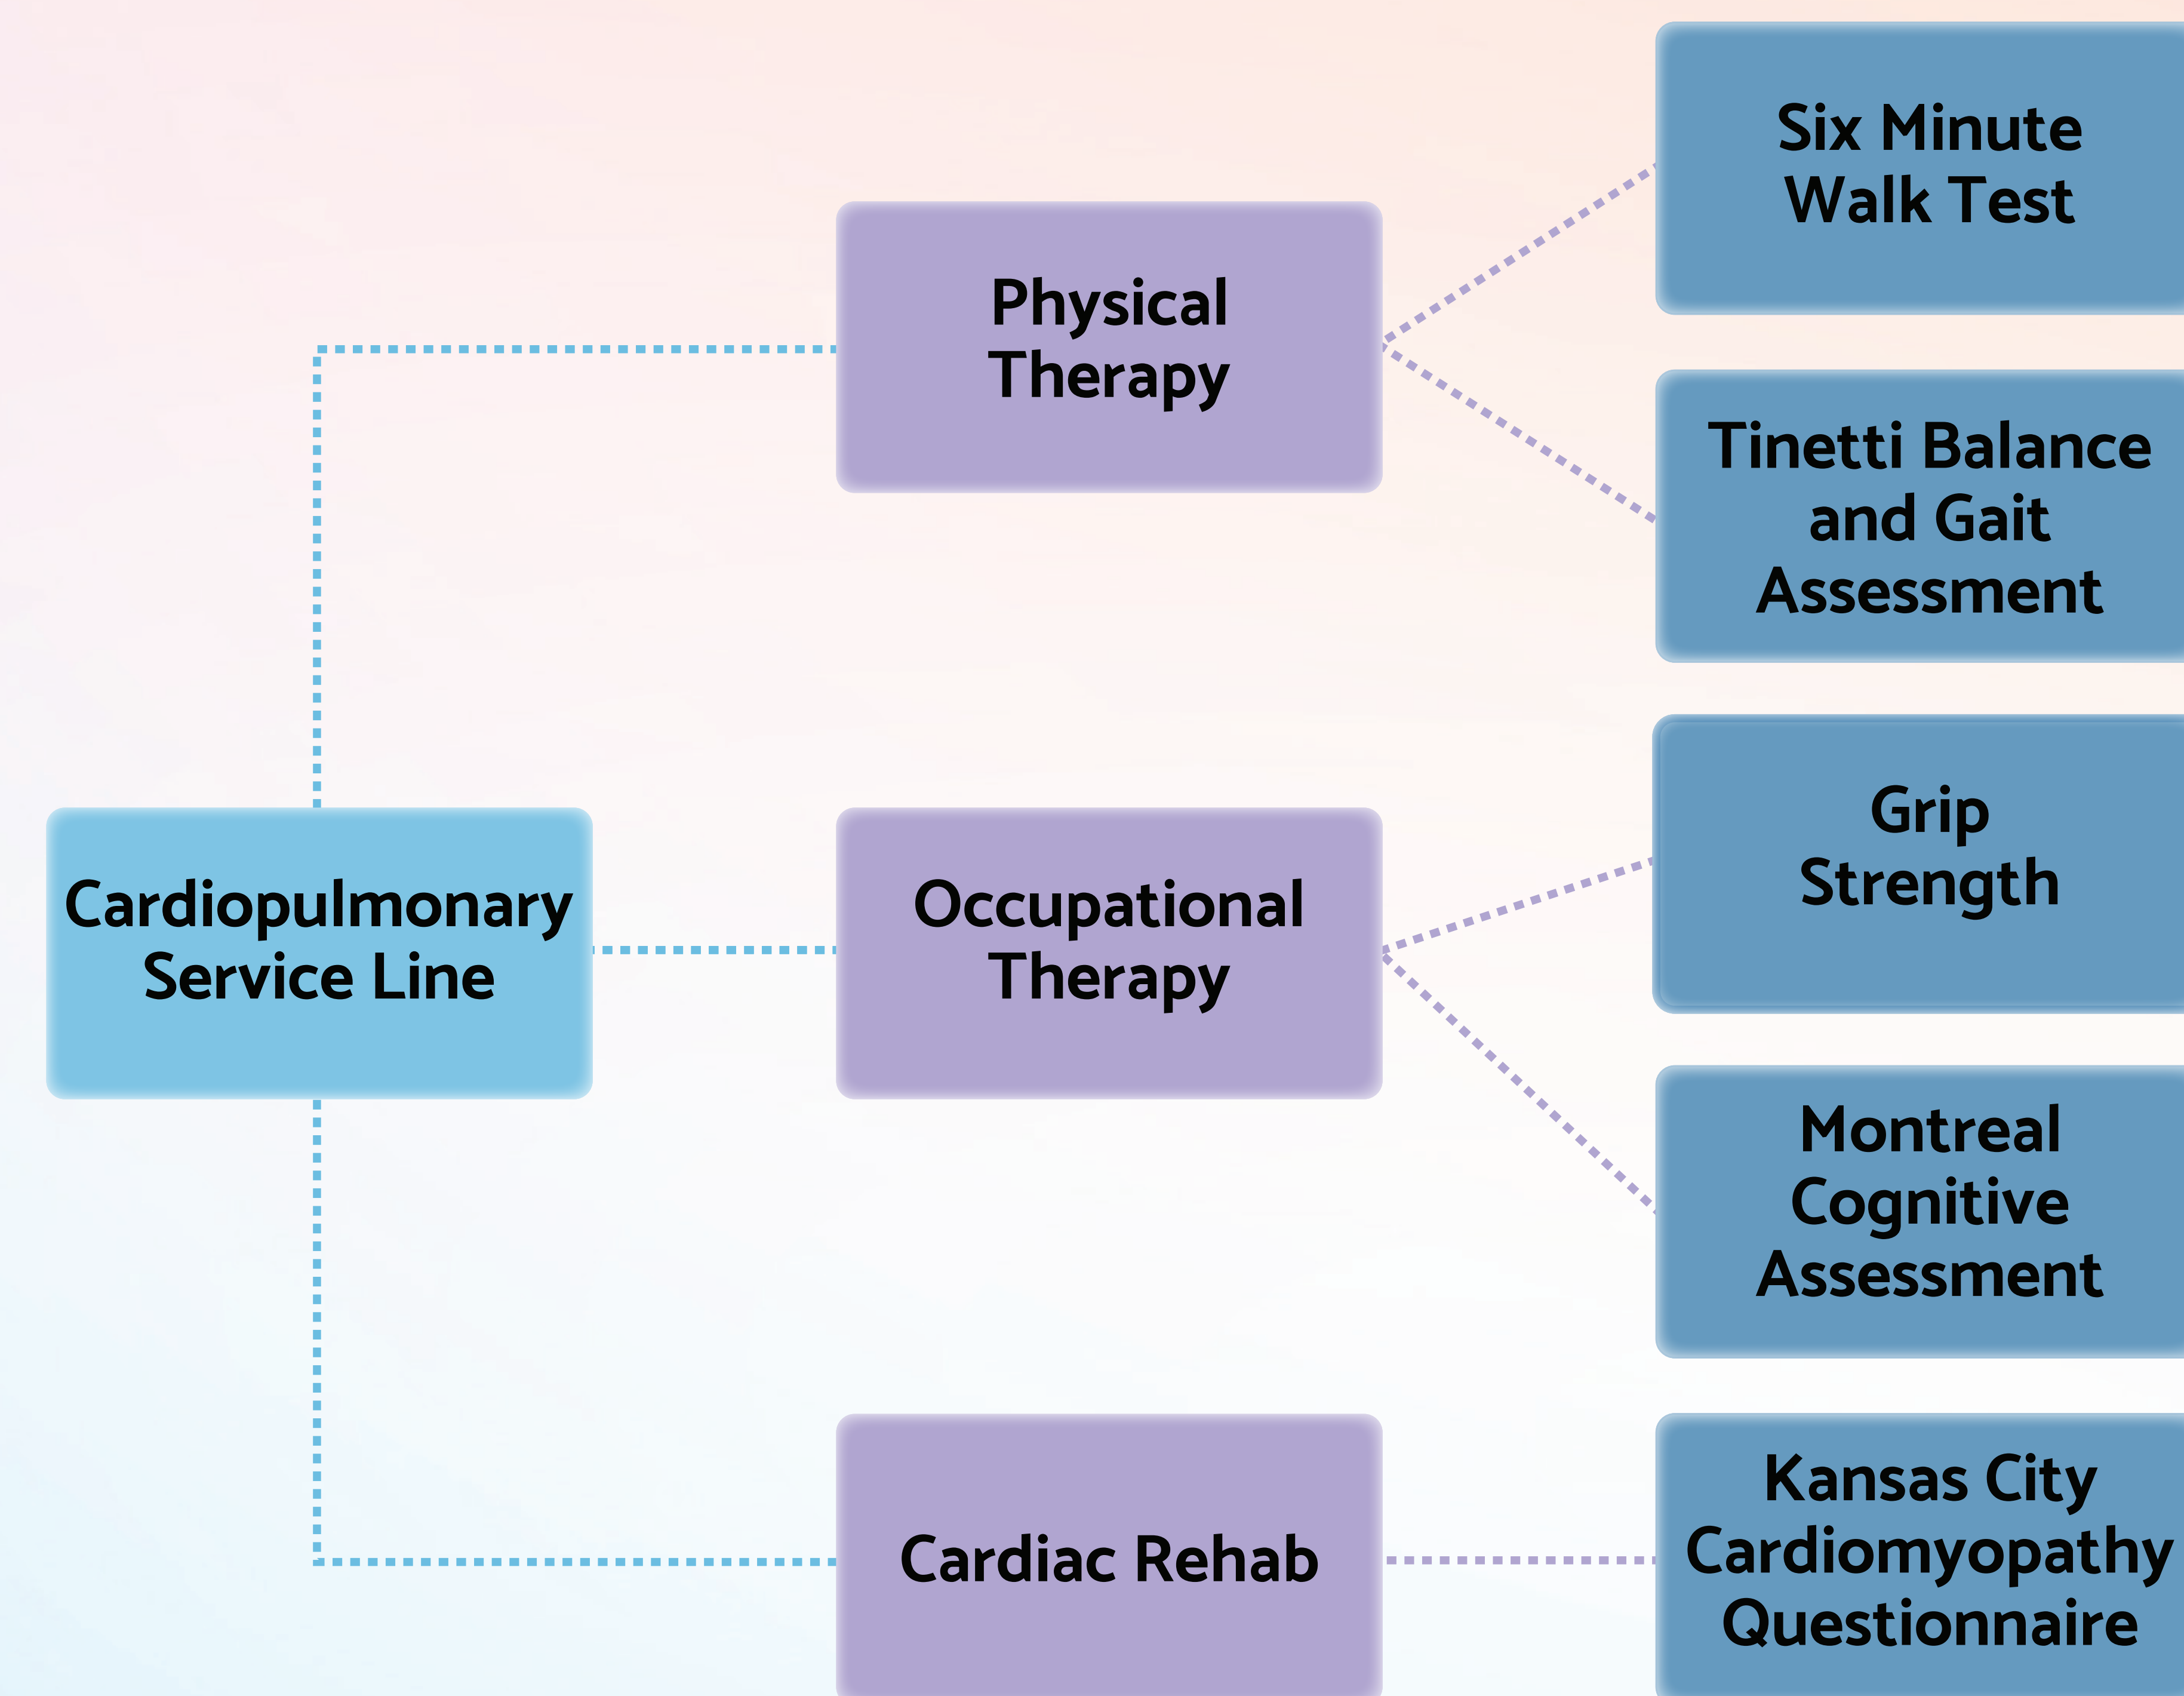 Six Minute
Walk Test
Physical
Therapy
Tinetti Balance
and Gait
Assessment
Cardiopulmonary
Service Line
Occupational
Therapy
Grip
Strength
Montreal
Cognitive
Assessment
Cardiac Rehab
Kansas City
Cardiomyopathy
Questionnaire